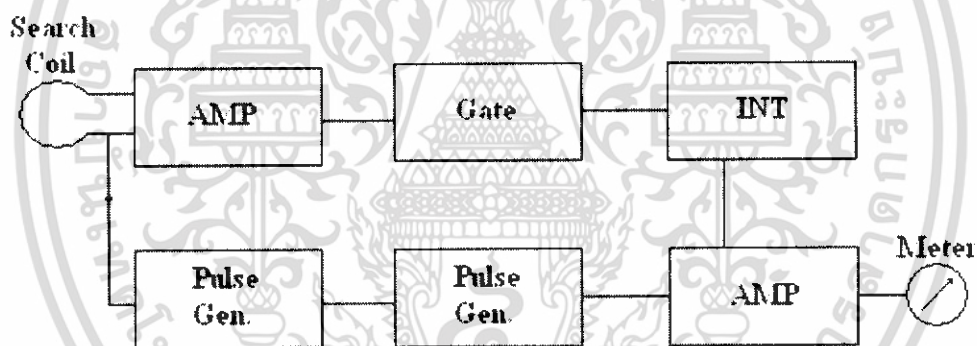 Search
Coil
AMP
Gate
INT
Pulse
Gen.
Pulse
Gen.
AMP
Meter